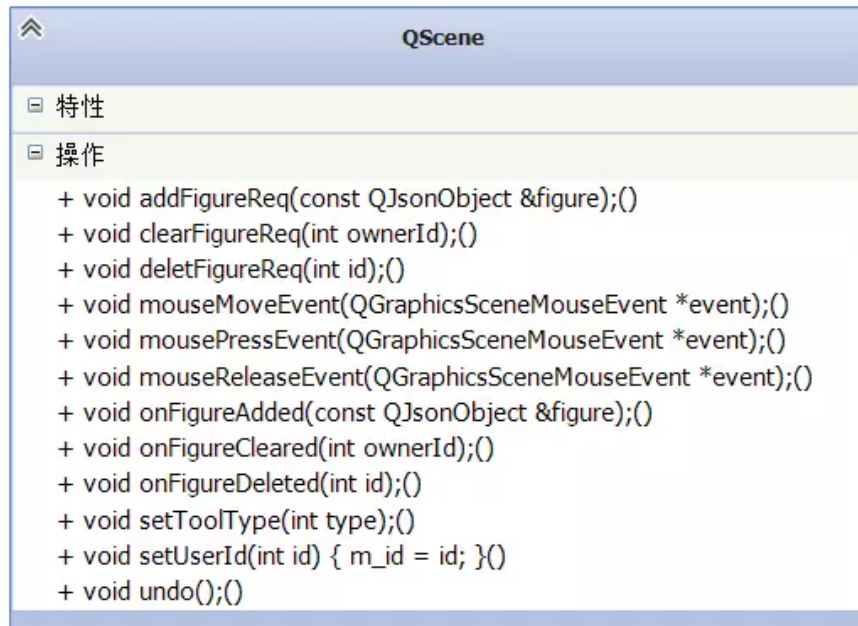 QScene
特性
操作
+ void addFigureReq(const QJsonObject &figure);()
+ void clearFigureReq(int ownerId);()
+ void deletFigureReq(int id);()
+ void mouseMoveEvent(QGraphicsSceneMouseEvent *event);()
+ void mousePressEvent(QGraphicsSceneMouseEvent *event);()
+ void mouseReleaseEvent(QGraphicsSceneMouseEvent *event);()
+ void onFigureAdded(const QJsonObject &figure);()
+ void onFigureCleared(int ownerId);()
+ void onFigureDeleted(int id);()
+ void setToolType(int type);()
+ void setUserId(int id) { m_id = id; }()
+ void undo();()